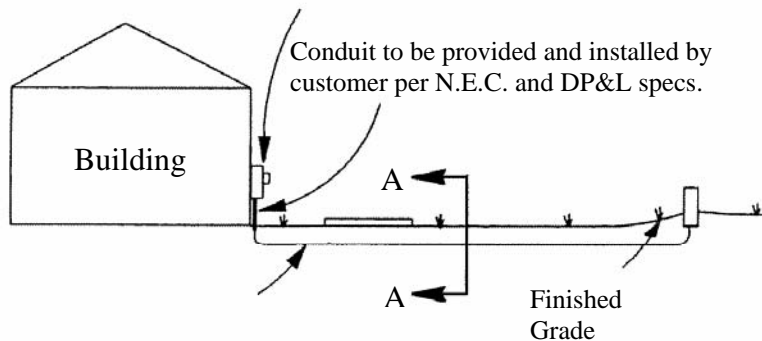 Conduit to be provided and installed by
customer per N.E.C. and DP&L specs.
Building
A
A
Finished
Grade